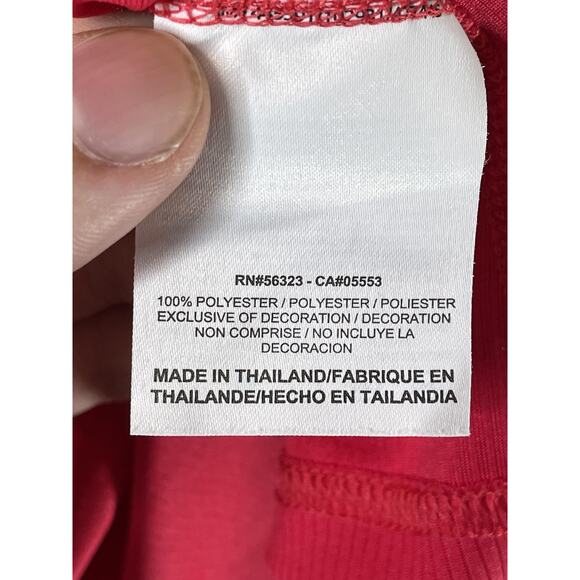 RN#56323 - CA#05553
100% POLYESTER / POLYESTER / POLIESTER
EXCLUSIVE OF DECORATION / DECORATION
NON COMPRISE / NO INCLUYE LA
DECORACION
MADE IN THAILAND/FABRIQUE EN
THAILANDE/HECHO EN TAILANDIA